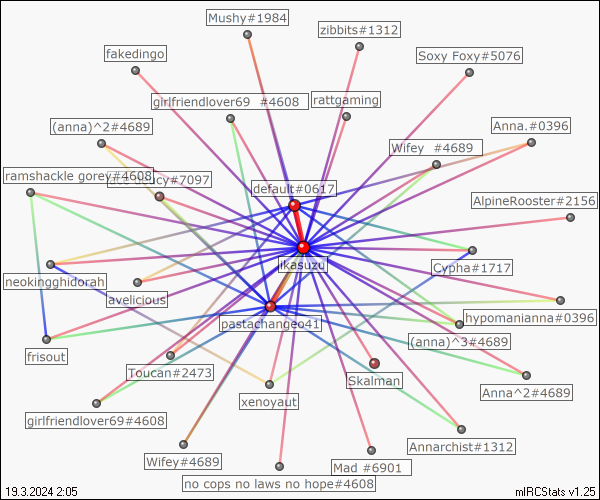 Mushy#1984
zibbits#1312
fakedingo
Soxy Foxy#5076
girlfriendlover69 #4608
rattgaming
(anna)^2#4689
Anna.#0396
Wifey #4689
ramshackle gorey#4608
#7097
default#0617
AlpineRooster#2156
ikasuzu
Cypha#1717
neokingghidorah
avelicious
hypomanianna#0396
pastachangeo41
(anna)^3#4689
frisout
Toucan#2473
Skalman
Anna^2#4689
xenoyaut
girlfriendlover69#4608
Annarchist#1312
Wifey#4689
Mad #6901
no cops no laws no hope#4608
19.3.2024 2:05
mIRCStats v1.25